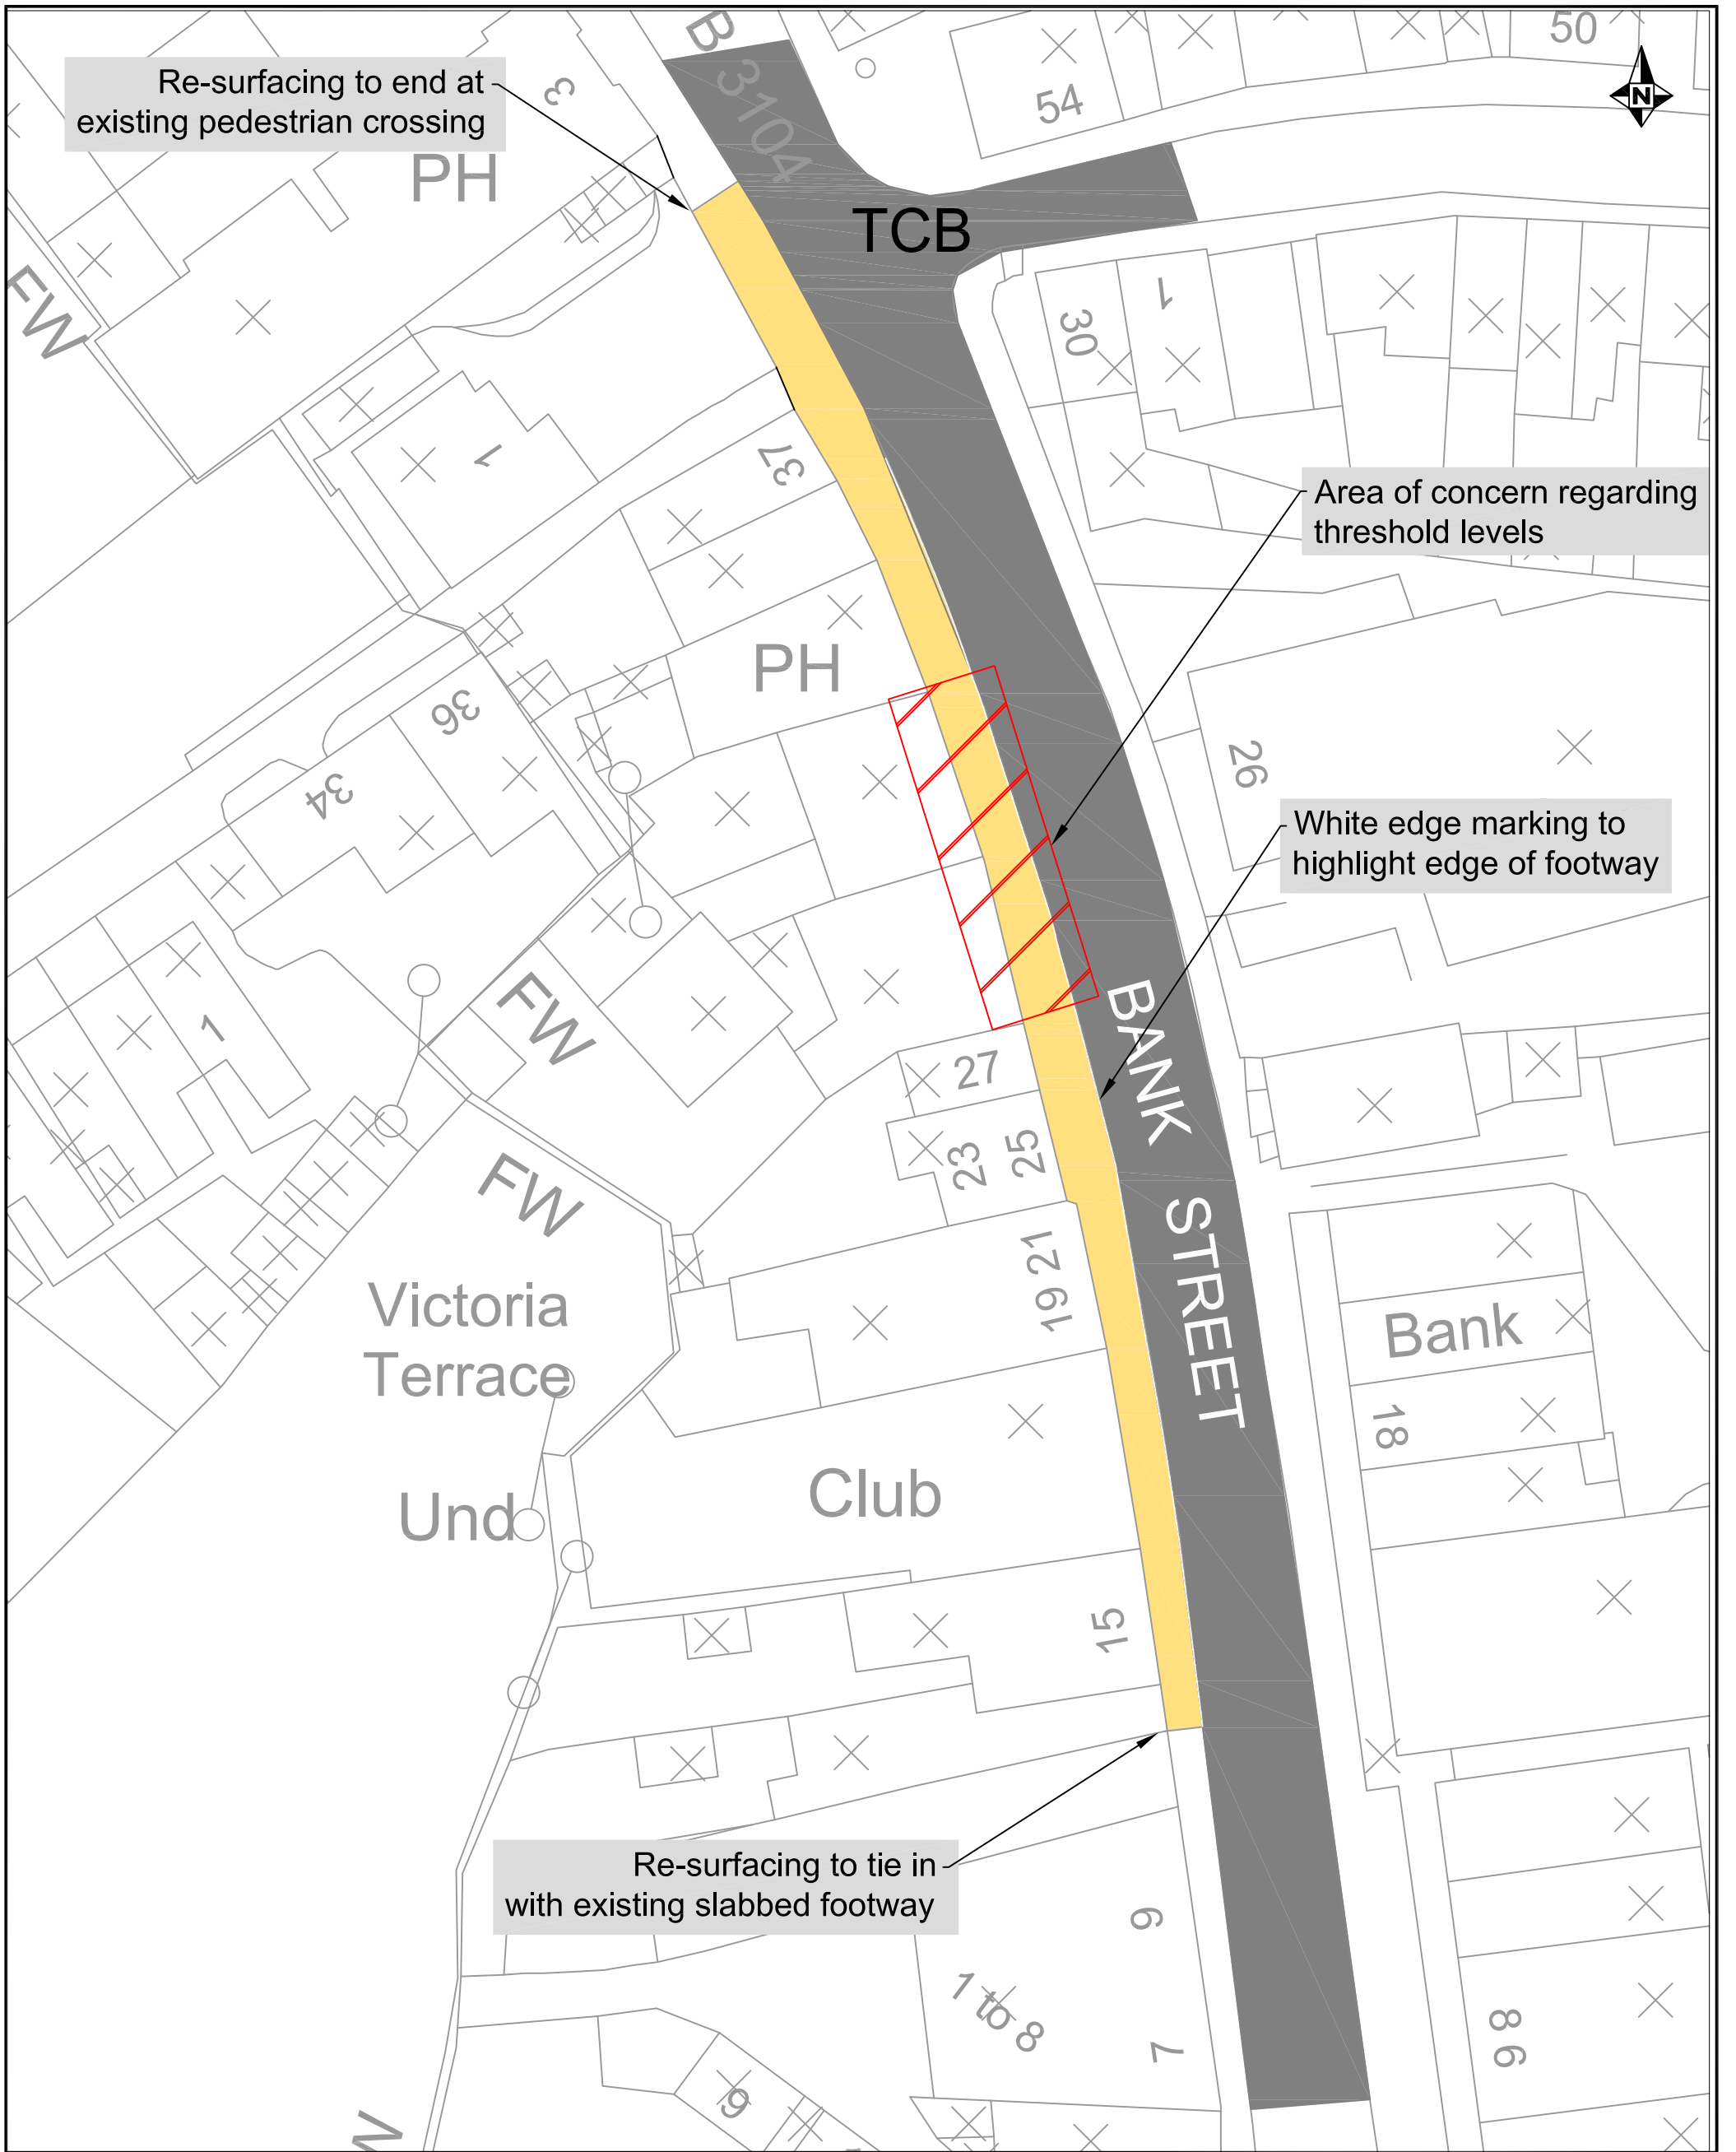 B 3104
50
N
Re-surfacing to end at
existing pedestrian crossing
3
54
PH
TCB
FW
1
30
37
1
Area of concern regarding
threshold levels
PH
36
34
26
White edge marking to
highlight edge of footway
1
FW
BANK STREET
27
23
25
FW
19 21
Victoria
Terrace
Bank
18
Club
Und
15
Re-surfacing to tie in
with existing slabbed footway
9
1 to 8
7
8 6
9
W